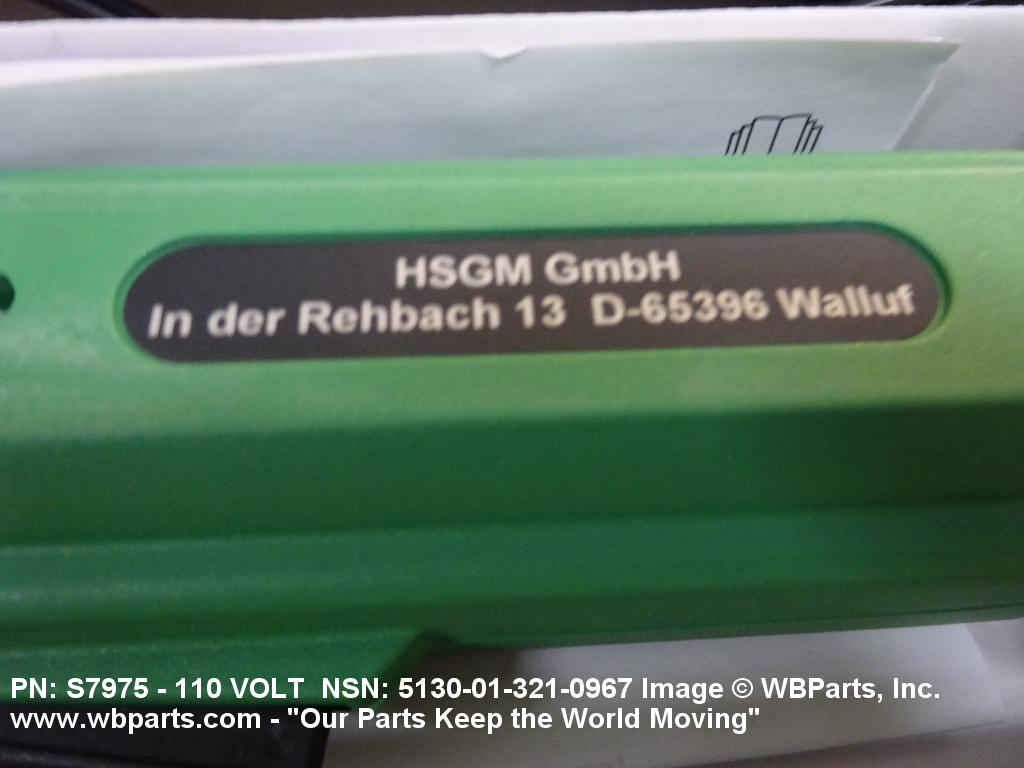 HSGM GmbH
In der Rehbach 13 D-65396 Walluf
PN: S7975 - 110 VOLT NSN: 5130-01-321-0967 Image © WBParts, Inc.
www.wbparts.com - "Our Parts Keep the World Moving"